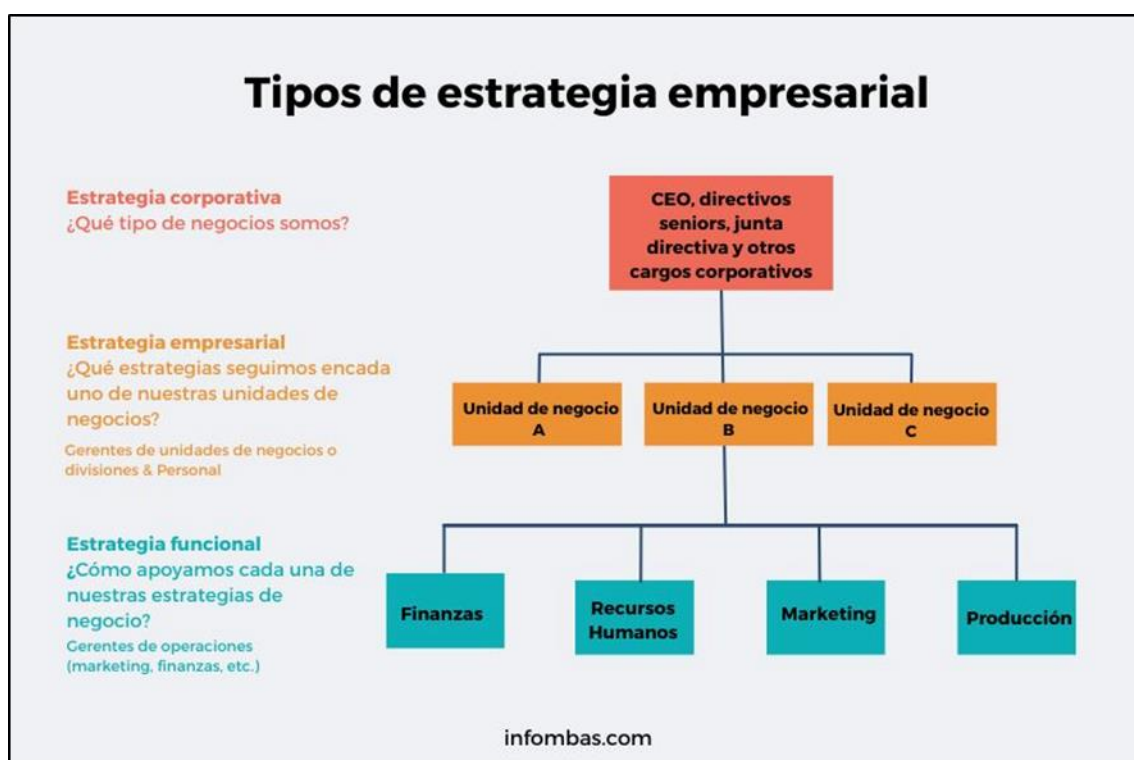 Tipos de estrategia empresarial
Estrategia corporativa
¿Qué tipo de negocios somos?
CEO, directivos
seniors, junta
directiva y otros
cargos corporativos
Estrategia empresarial
¿Qué estrategias seguimos encada
uno de nuestras unidades de
negocios?
Gerentes de unidades de negocios o
divisiones & Personal
Unidad de negocio
A
Unidad de negocio
B
Unidad de negocio
C
Estrategia funcional
¿Cómo apoyamos cada una de
nuestras estrategias de
negocio?
Gerentes de operaciones
(marketing, finanzas, etc.)
Finanzas
Recursos
Humanos
Marketing
Producción
infombas.com